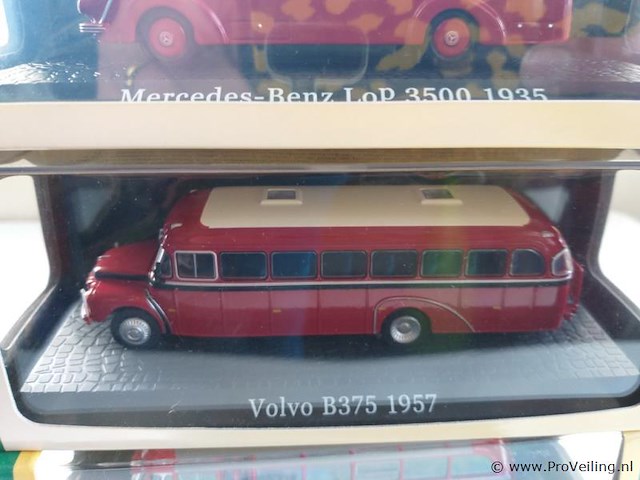 Mercedes-Benz LoP 3500 1935
Volvo B375 1957
© www.ProVeiling.nl